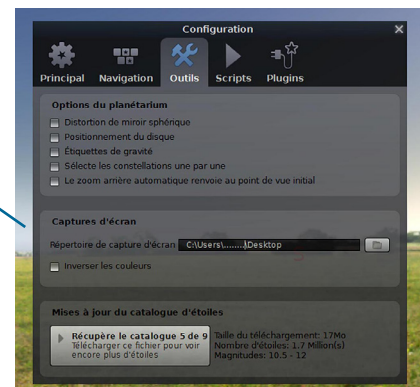 Configuration
Principal Navigation Outils Scripts Plugins
Options du planétarium
Distortion de miroir sphérique
Positionnement du disque
Étiquettes de gravité
Sélecte les constellations une par une
Le zoom arrière automatique renvoie au point de vue initial
Captures d'écran
Répertoire de capture d'écran C:\Users\........\Desktop
Inverser les couleurs
Mises à jour du catalogue d'étoiles
Récupère le catalogue 5 de 9
Télécharger ce fichier pour voir
encore plus d'étoiles
Taille du téléchargement: 17Mo
Nombre d'étoiles: 1.7 Million(s)
Magnitudes: 10.5 - 12